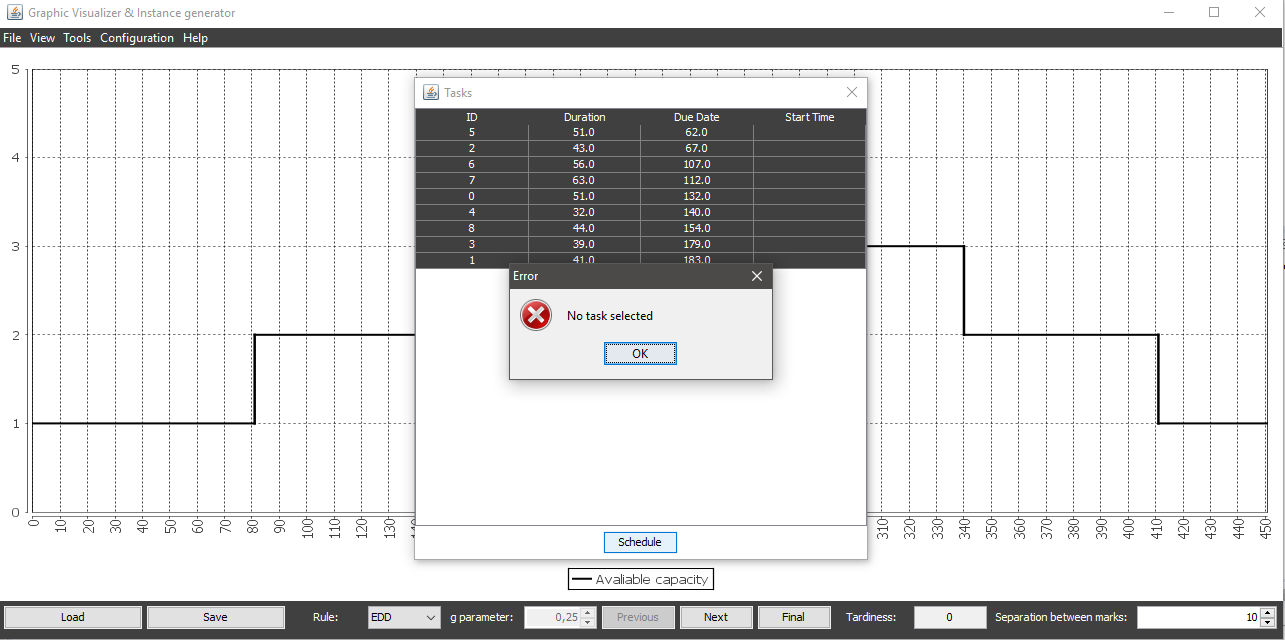 Graphic Visualizer & Instance generator
File View Tools Configuration Help
5
4
3
2
1
0
Tasks
ID Duration Due Date Start Time
5 51.0 62.0
2 43.0 67.0
6 56.0 107.0
7 63.0 112.0
0 51.0 132.0
4 32.0 140.0
8 44.0 154.0
3 39.0 179.0
1 41.0 183.0
Error
No task selected
OK
Schedule
0 10 20 30 40 50 60 70 80 90 100 110 120 130 310 320 330 340 350 360 370 380 390 400 410 420 430 440 450
Avaliable capacity
Load Save Rule: EDD g parameter: 0,25 Previous Next Final Tardiness: 0 Separation between marks: 10